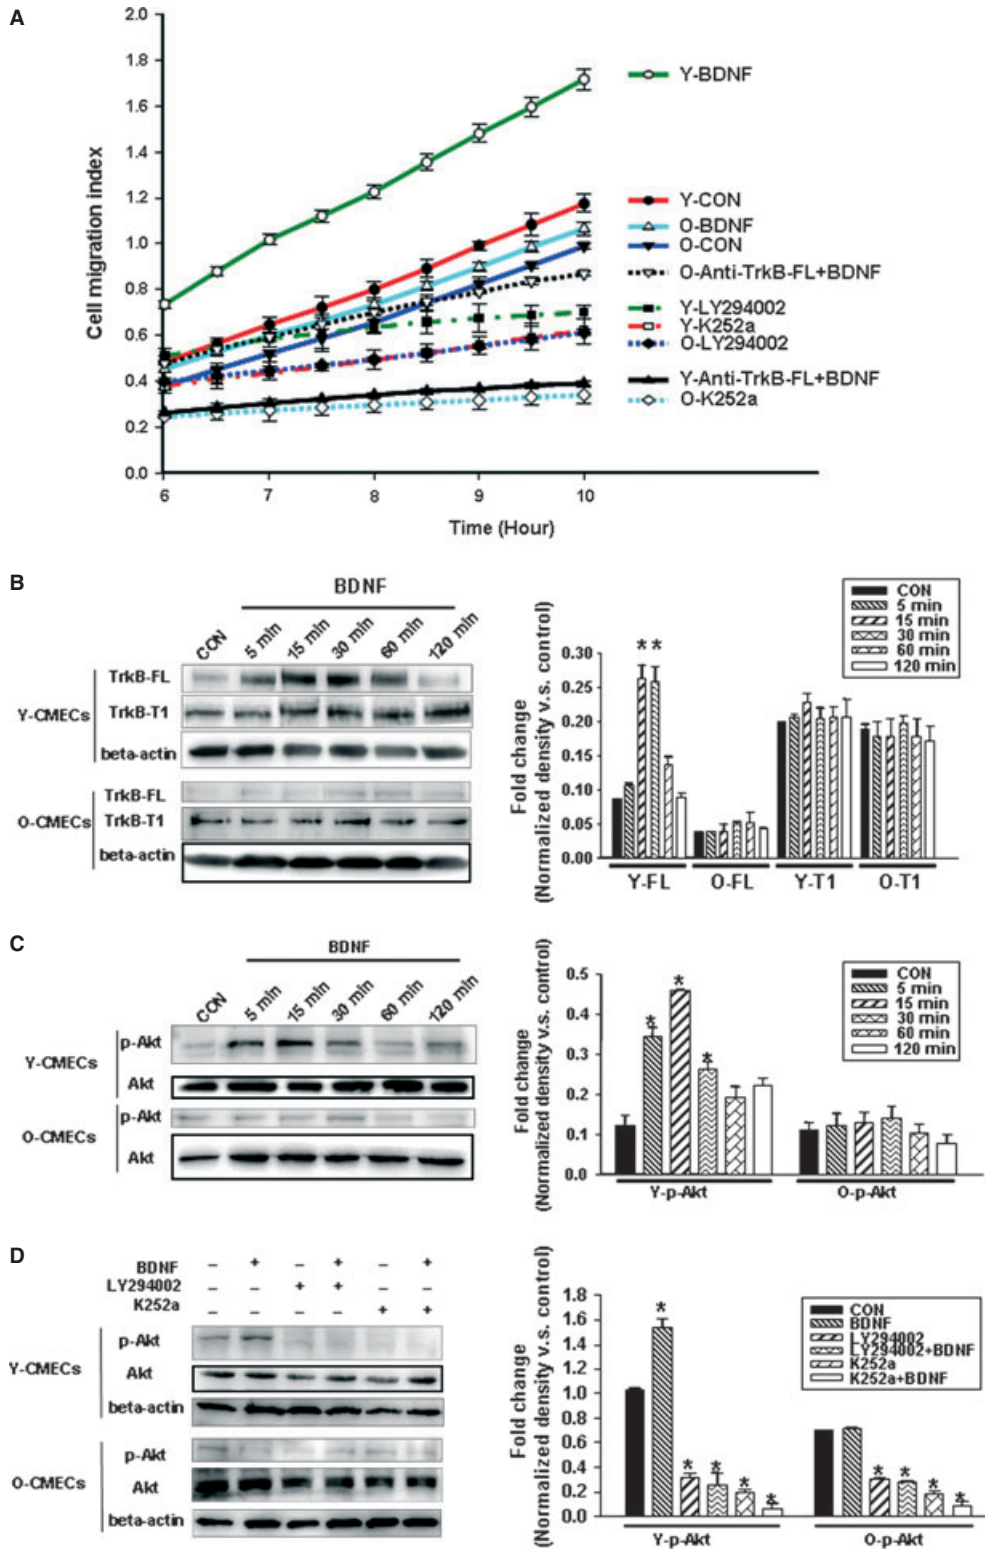 A
2.0
1.8
1.6
1.4
1.2
1.0
0.8
0.6
0.4
0.2
0.0
Cell migration index
6
7
8
9
10
Time (Hour)
Y-BDNF
Y-CON
O-BDNF
O-CON
O-Anti-TrkB-FL+BDNF
Y-LY294002
Y-K252a
O-LY294002
Y-Anti-TrkB-FL+BDNF
O-K252a
B
BDNF
CON
5 min
15 min
30 min
60 min
120 min
Y-CMECs
TrkB-FL
TrkB-T1
beta-actin
O-CMECs
TrkB-FL
TrkB-T1
beta-actin
Fold change
(Normalized density v.s. control)
0.30
0.25
0.20
0.15
0.10
0.05
0.00
* *
Y-FL
O-FL
Y-T1
O-T1
CON
5 min
15 min
30 min
60 min
120 min
C
BDNF
CON
5 min
15 min
30 min
60 min
120 min
Y-CMECs
p-Akt
Akt
O-CMECs
p-Akt
Akt
Fold change
(Normalized density v.s. control)
0.5
0.4
0.3
0.2
0.1
0.0
* * *
Y-p-Akt
O-p-Akt
CON
5 min
15 min
30 min
60 min
120 min
D
BDNF – + – + – +
LY294002 – – + + – –
K252a – – – – + +
Y-CMECs
p-Akt
Akt
beta-actin
O-CMECs
p-Akt
Akt
beta-actin
Fold change
(Normalized density v.s. control)
1.8
1.6
1.4
1.2
1.0
0.8
0.6
0.4
0.2
0.0
* * * * *
* * * *
Y-p-Akt
O-p-Akt
CON
BDNF
LY294002
LY294002+BDNF
K252a
K252a+BDNF